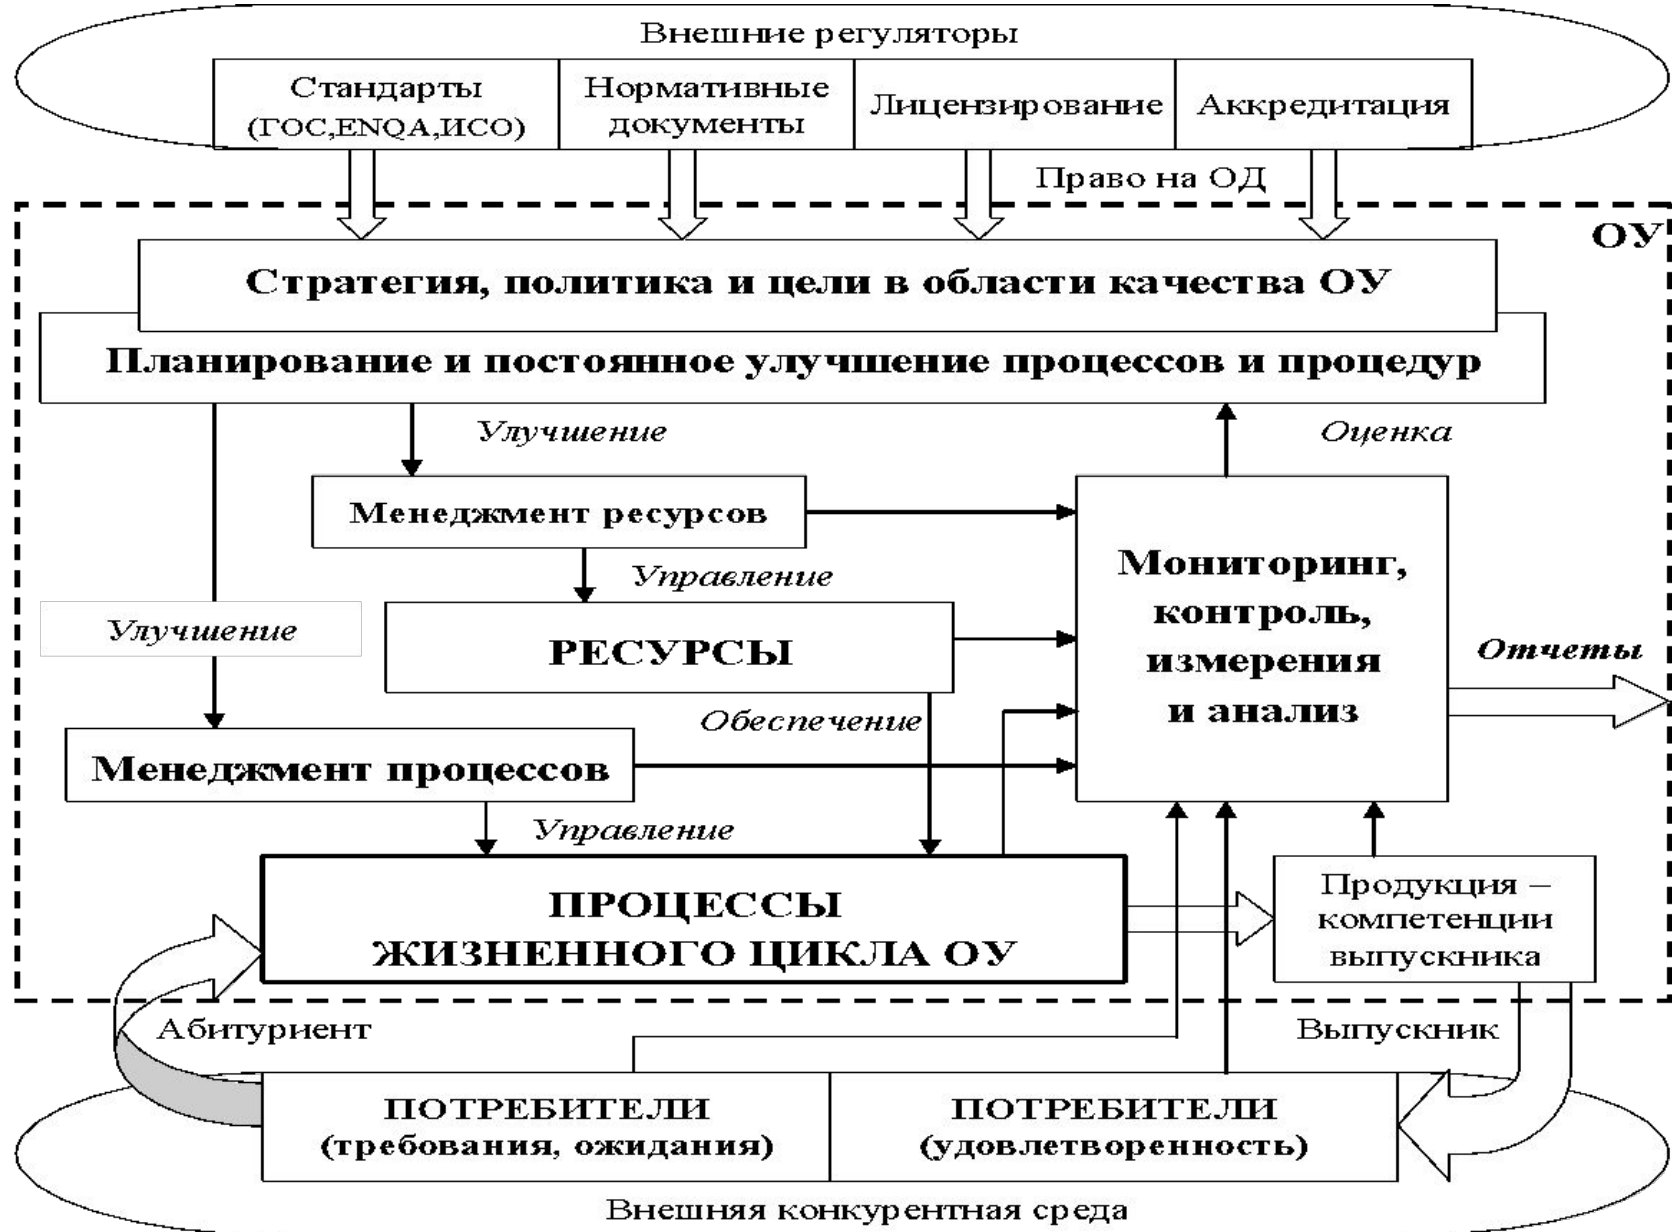 Внешние регуляторы
Стандарты
(ГОС,ENQA,ИСО)
Нормативные
документы
Лицензирование
Аккредитация
Право на ОД
ОУ
Стратегия, политика и цели в области качества ОУ
Планирование и постоянное улучшение процессов и процедур
Улучшение
Оценка
Менеджмент ресурсов
Управление
Мониторинг,
контроль,
измерения
и анализ
Улучшение
РЕСУРСЫ
Отчеты
Обеспечение
Менеджмент процессов
Управление
ПРОЦЕССЫ
ЖИЗНЕННОГО ЦИКЛА ОУ
Продукция –
компетенции
выпускника
Абитуриент
Выпускник
ПОТРЕБИТЕЛИ
(требования, ожидания)
ПОТРЕБИТЕЛИ
(удовлетворенность)
Внешняя конкурентная среда